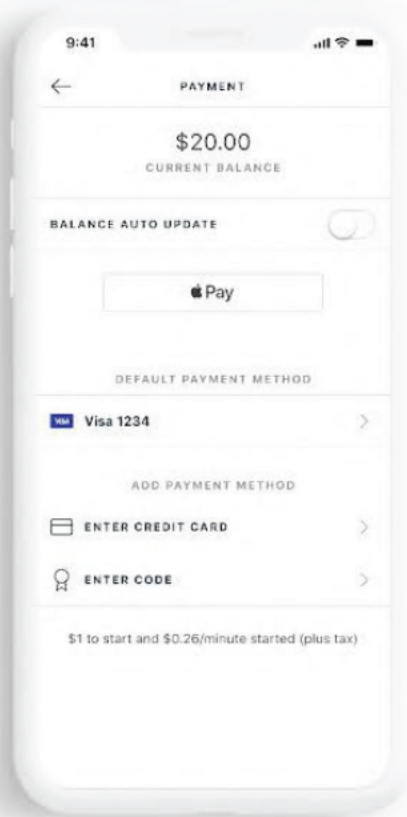 9:41
PAYMENT
$20.00
CURRENT BALANCE
BALANCE AUTO UPDATE
Pay
DEFAULT PAYMENT METHOD
VISA Visa 1234
ADD PAYMENT METHOD
ENTER CREDIT CARD
ENTER CODE
$1 to start and $0.26/minute started (plus tax)